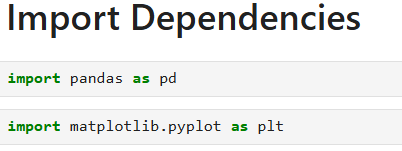 Import Dependencies
import pandas as pd
import matplotlib.pyplot as plt